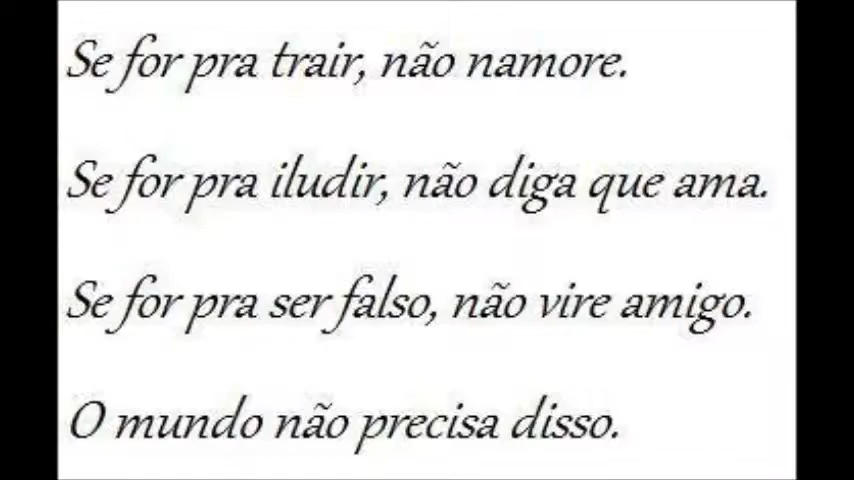 Se for pra trair, não namore.
Se for pra iludir, não diga que ama.
Se for pra ser falso, não vire amigo.
O mundo não precisa disso.